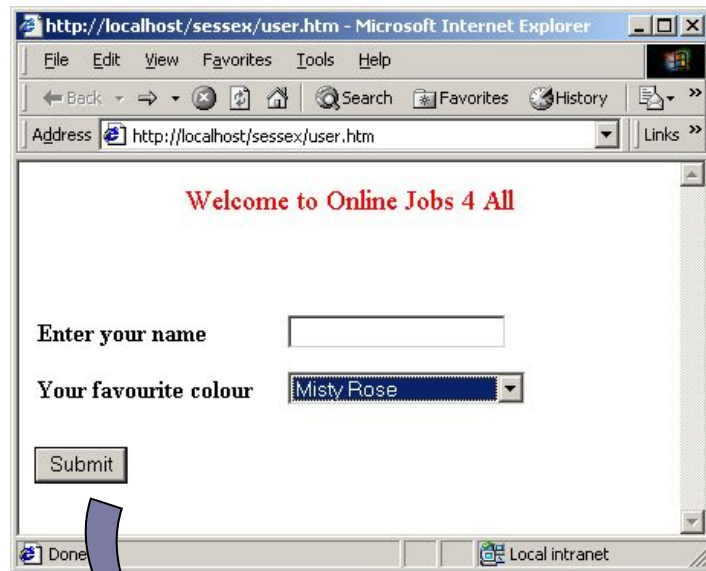 http://localhost/sessex/user.htm - Microsoft Internet Explorer
File Edit View Favorites Tools Help
Back Search Favorites History »
Address http://localhost/sessex/user.htm Links »
Welcome to Online Jobs 4 All
Enter your name
Your favourite colour Misty Rose
Submit
Done Local intranet